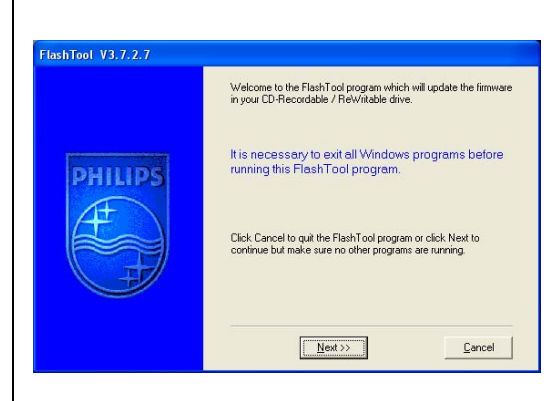 FlashTool V3.7.2.7
Welcome to the FlashTool program which will update the firmware
in your CD-Recordable / ReWritable drive.
It is necessary to exit all Windows programs before
running this FlashTool program.
PHILIPS
Click Cancel to quit the FlashTool program or click Next to
continue but make sure no other programs are running.
Next >>
Cancel